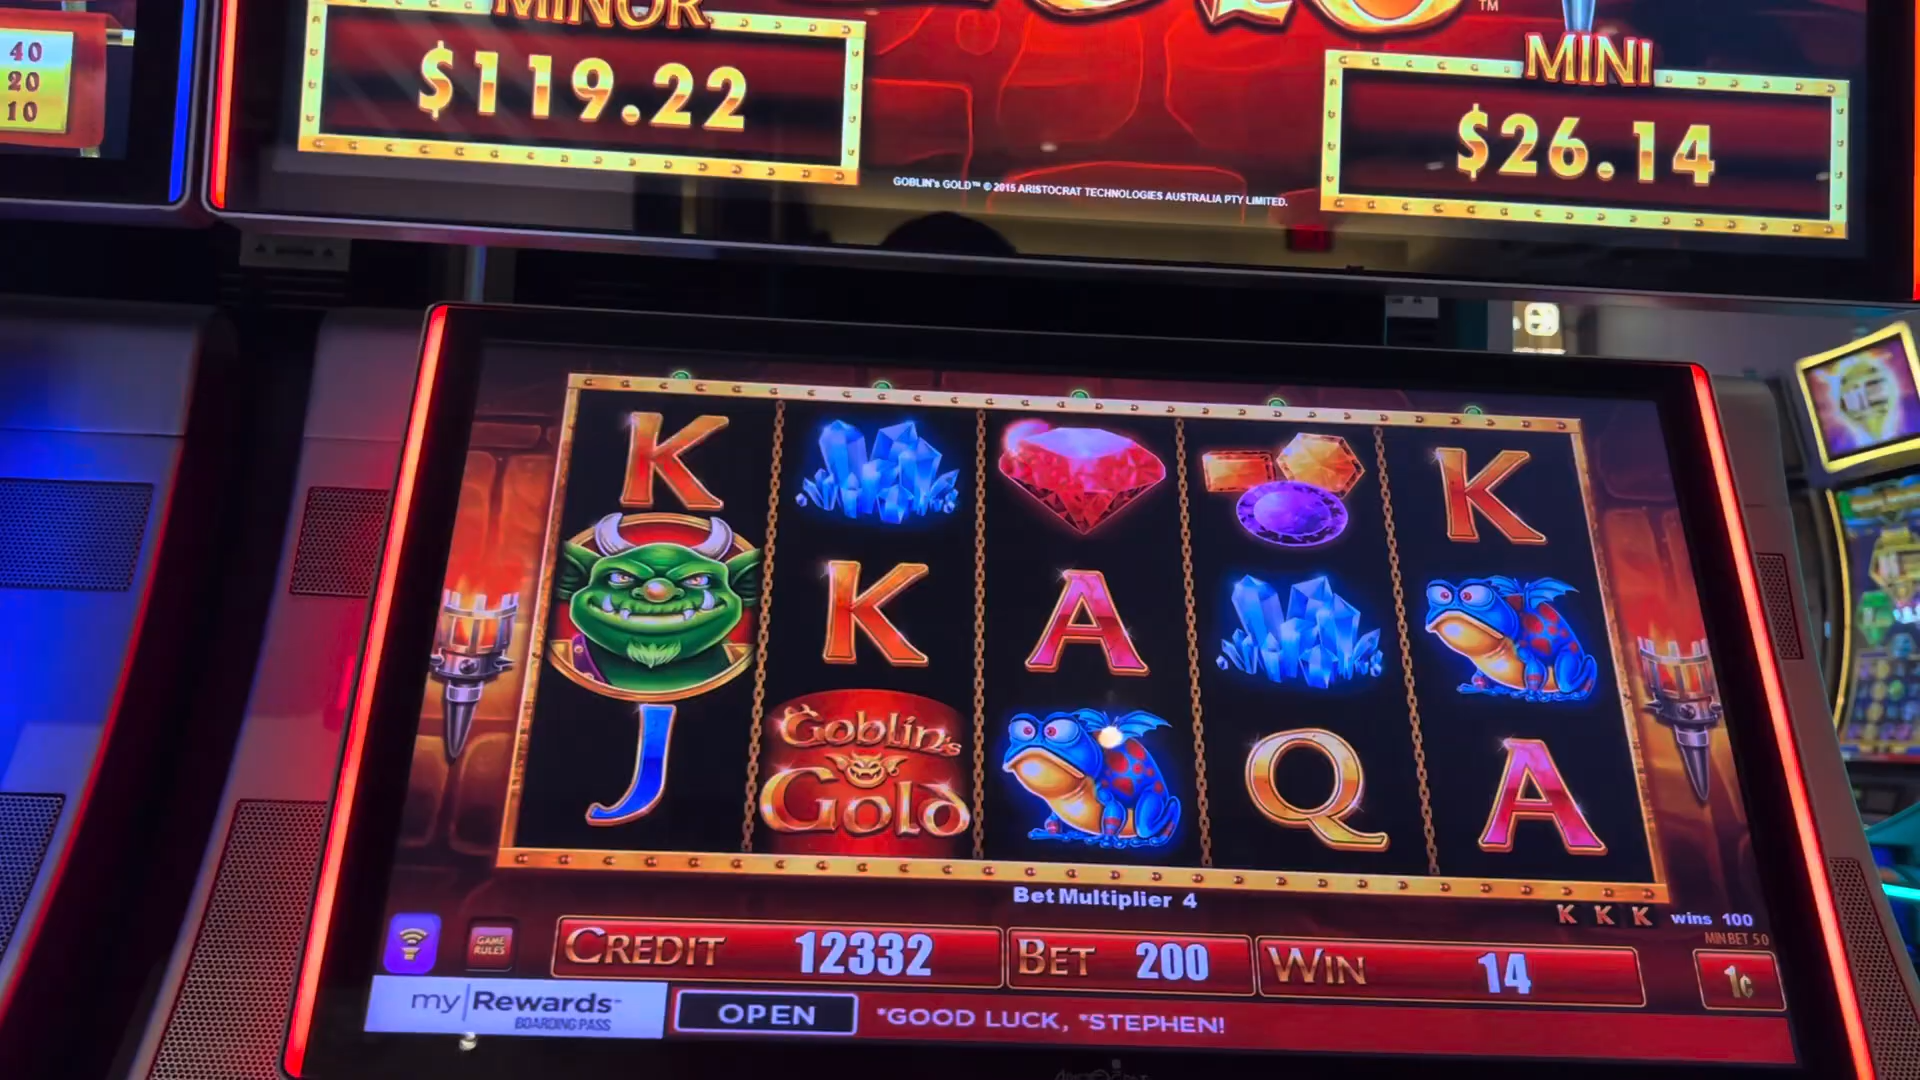 MINOR
40
20
10
$119.22
TM
MINI
$26.14
GOBLIN's GOLD™ © 2015 ARISTOCRAT TECHNOLOGIES AUSTRALIA PTY LIMITED.
K
K
K
A
J
Goblin's
Gold
Q
A
Bet Multiplier 4
K K K wins 100
MIN BET 50
GAME
RULES
CREDIT 12332
BET 200
WIN 14
1¢
my|Rewards™
BOARDING PASS
OPEN
*GOOD LUCK, *STEPHEN!